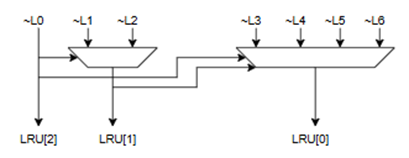 ~L0 ~L1 ~L2 ~L3 ~L4 ~L5 ~L6
LRU[2] LRU[1] LRU[0]